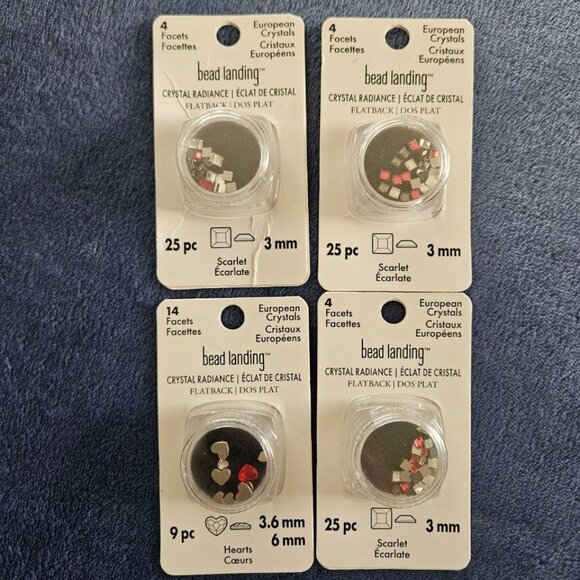 4
Facets
Facettes
European
Crystals
Cristaux
Européens
bead landing™
CRYSTAL RADIANCE | ÉCLAT DE CRISTAL
FLATBACK | DOS PLAT
25 pc
3 mm
Scarlet
Écarlate
4
Facets
Facettes
European
Crystals
Cristaux
Européens
bead landing™
CRYSTAL RADIANCE | ÉCLAT DE CRISTAL
FLATBACK | DOS PLAT
25 pc
3 mm
Scarlet
Écarlate
14
Facets
Facettes
European
Crystals
Cristaux
Européens
bead landing™
CRYSTAL RADIANCE | ÉCLAT DE CRISTAL
FLATBACK | DOS PLAT
9 pc
3.6 mm
6 mm
Hearts
Cœurs
4
Facets
Facettes
European
Crystals
Cristaux
Européens
bead landing™
CRYSTAL RADIANCE | ÉCLAT DE CRISTAL
FLATBACK | DOS PLAT
25 pc
3 mm
Scarlet
Écarlate